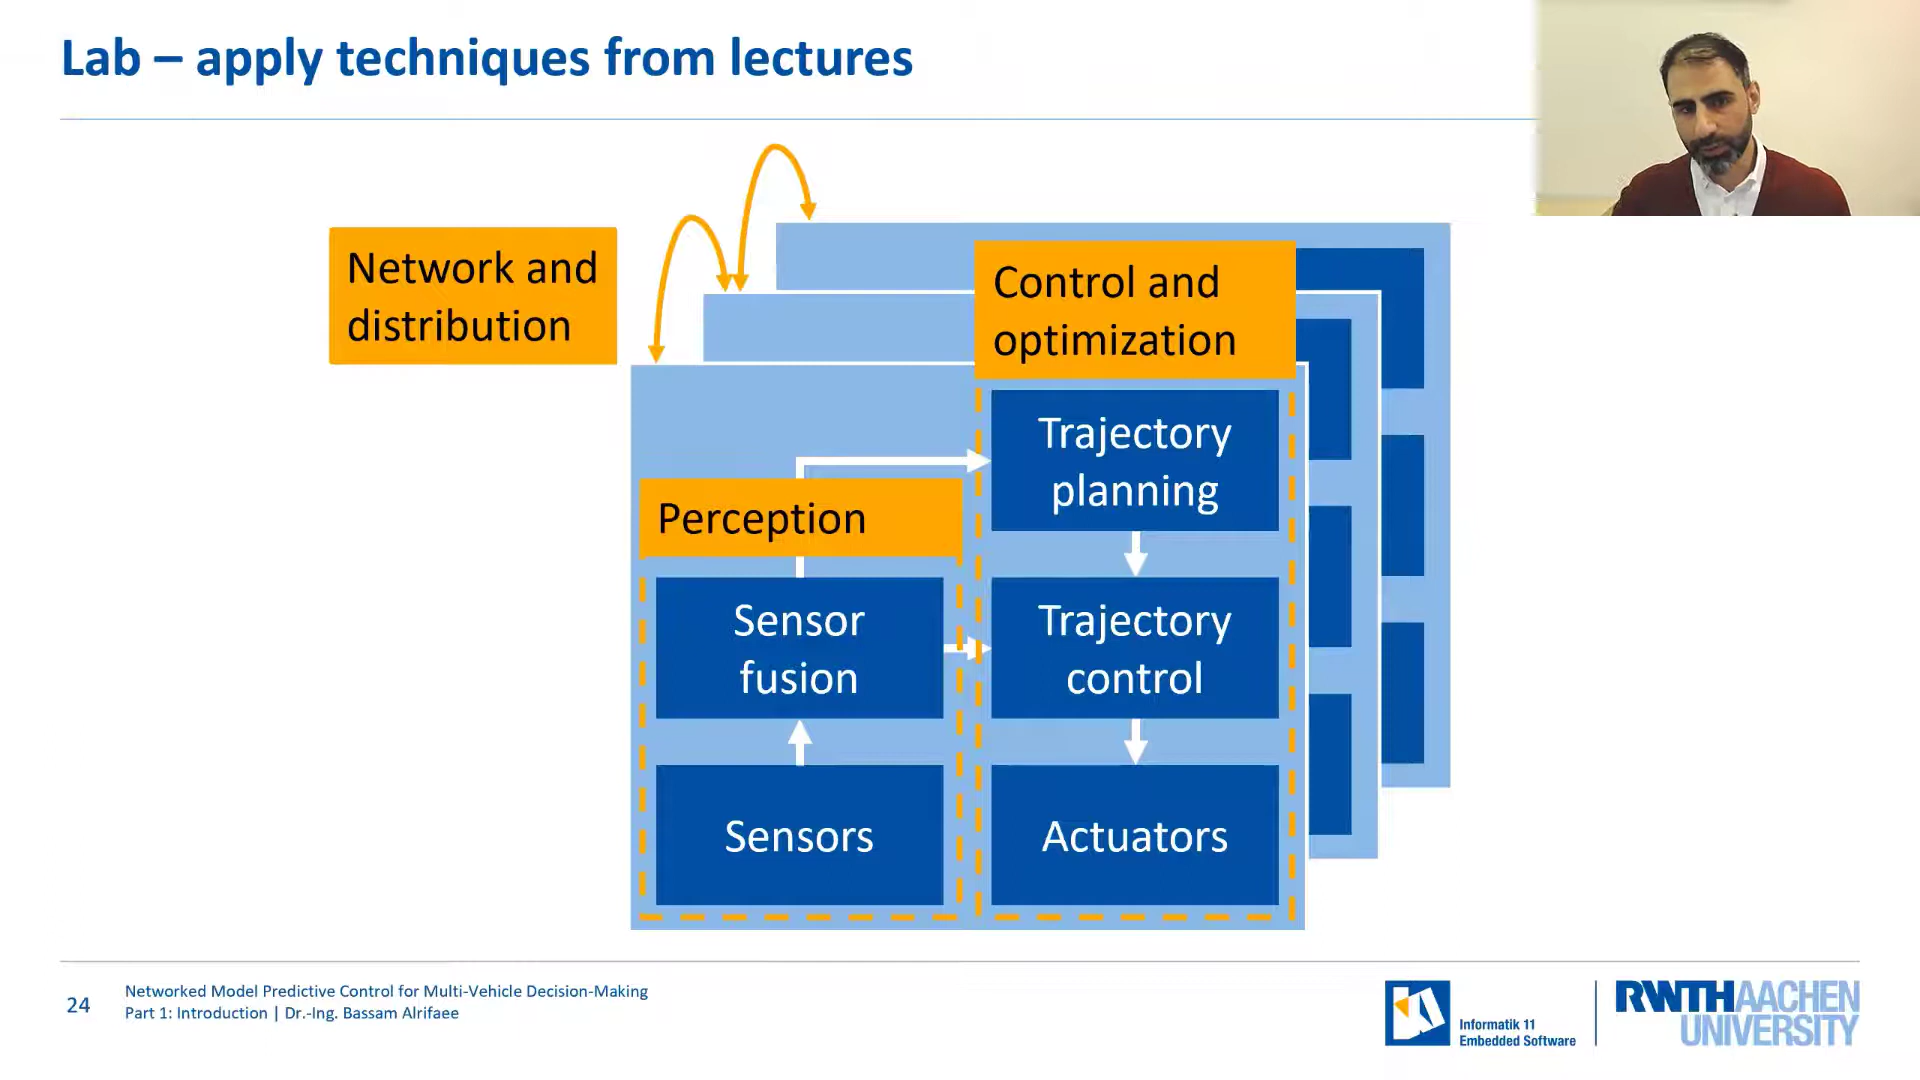 Lab – apply techniques from lectures
Network and
distribution
Control and
optimization
Trajectory
planning
Perception
Sensor
fusion
Trajectory
control
Sensors
Actuators
24
Networked Model Predictive Control for Multi-Vehicle Decision-Making
Part 1: Introduction | Dr.-Ing. Bassam Alrifaee
Informatik 11
Embedded Software
RWTH AACHEN
UNIVERSITY